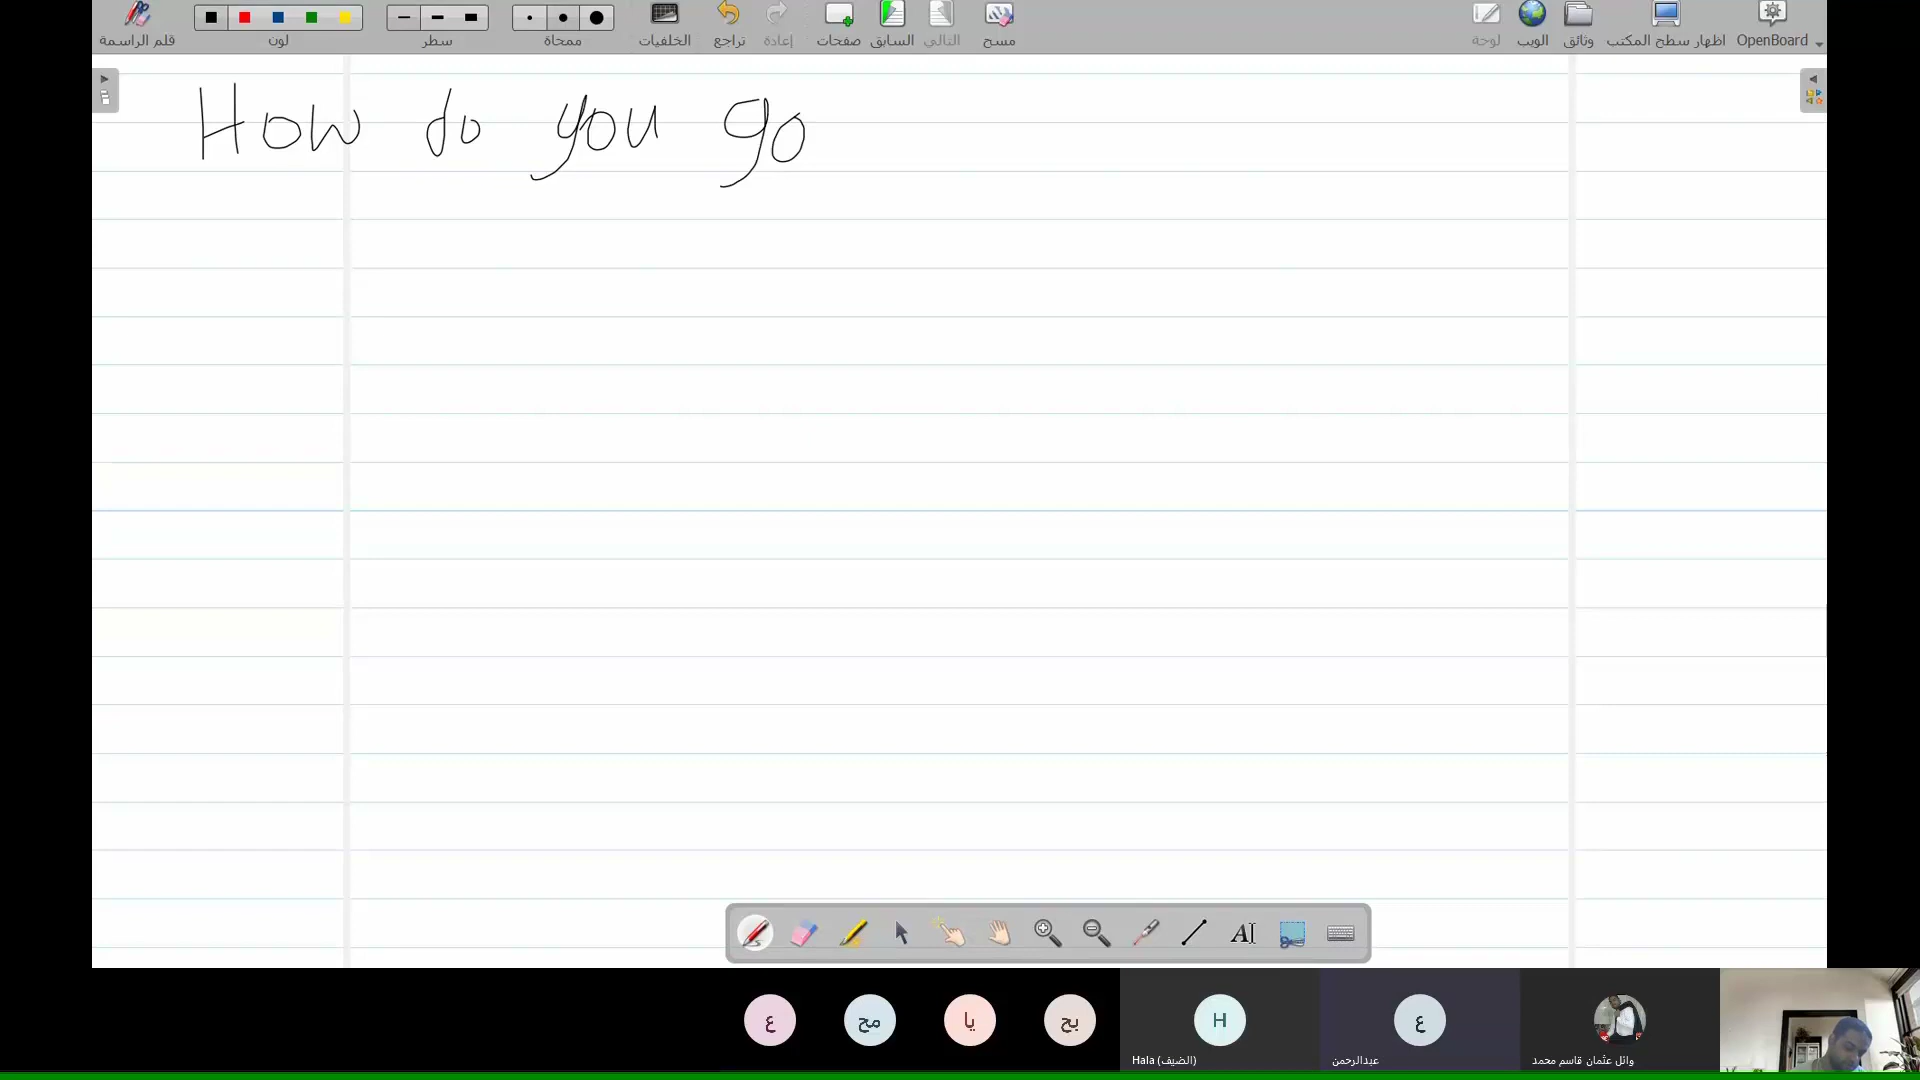 قلم الراسمة لون سطر ممحاة الخلفيات تراجع إعادة صفحات السابق التالي مسح لوحة الويب وثائق اظهار سطح المكتب OpenBoard
How do you go
ع مح يا بح H ع
Hala (الضيف) عبدالرحمن وائل عثمان قاسم محمد